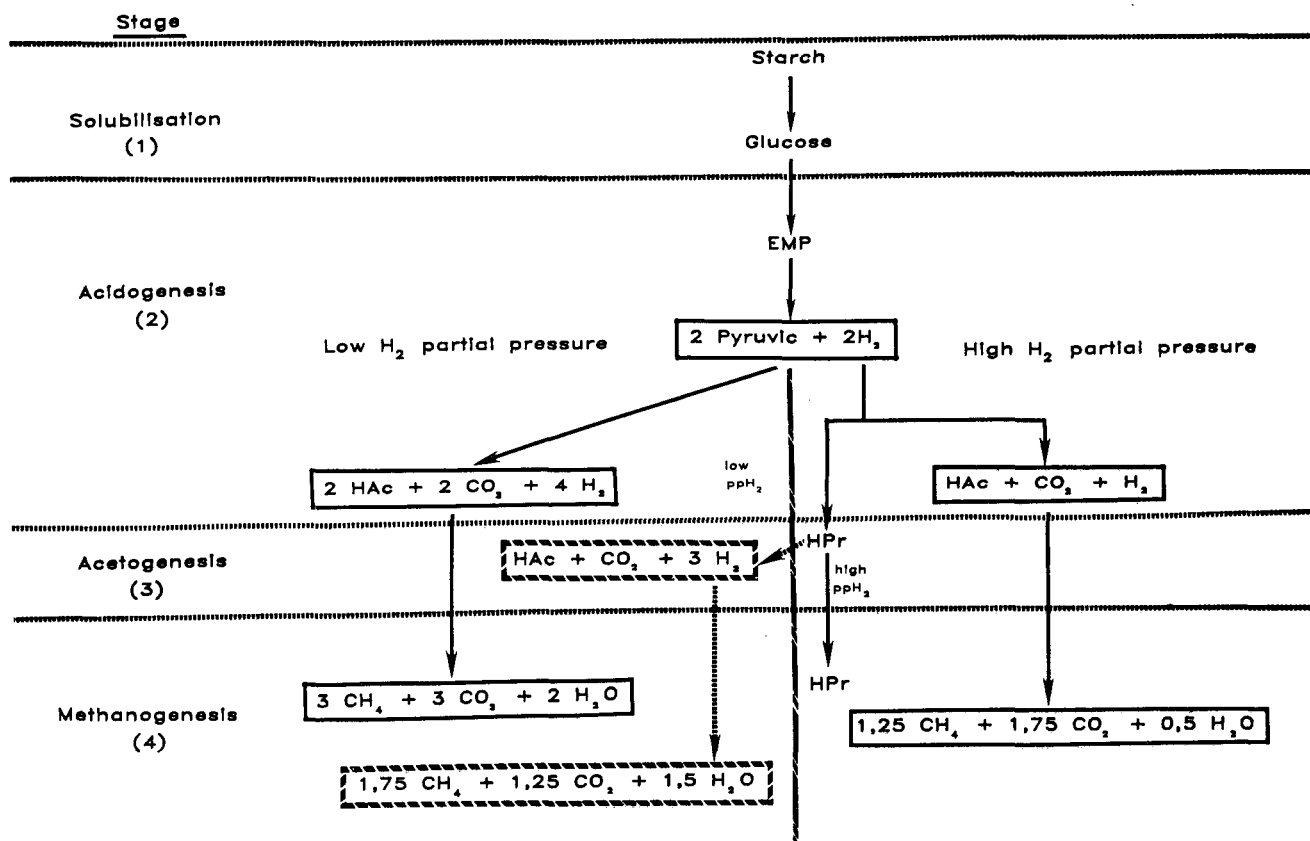 Stage
Starch
Solubilisation
(1)
Glucose
EMP
Acidogenesis
(2)
2 Pyruvic + 2H₂
Low H₂ partial pressure
High H₂ partial pressure
low
ppH₂
2 HAc + 2 CO₂ + 4 H₂
HAc + CO₂ + H₂
HPr
HAc + CO₂ + 3 H₂
Acetogenesis
(3)
high
ppH₂
HPr
3 CH₄ + 3 CO₂ + 2 H₂O
Methanogenesis
(4)
1,25 CH₄ + 1,75 CO₂ + 0,5 H₂O
1,75 CH₄ + 1,25 CO₂ + 1,5 H₂O